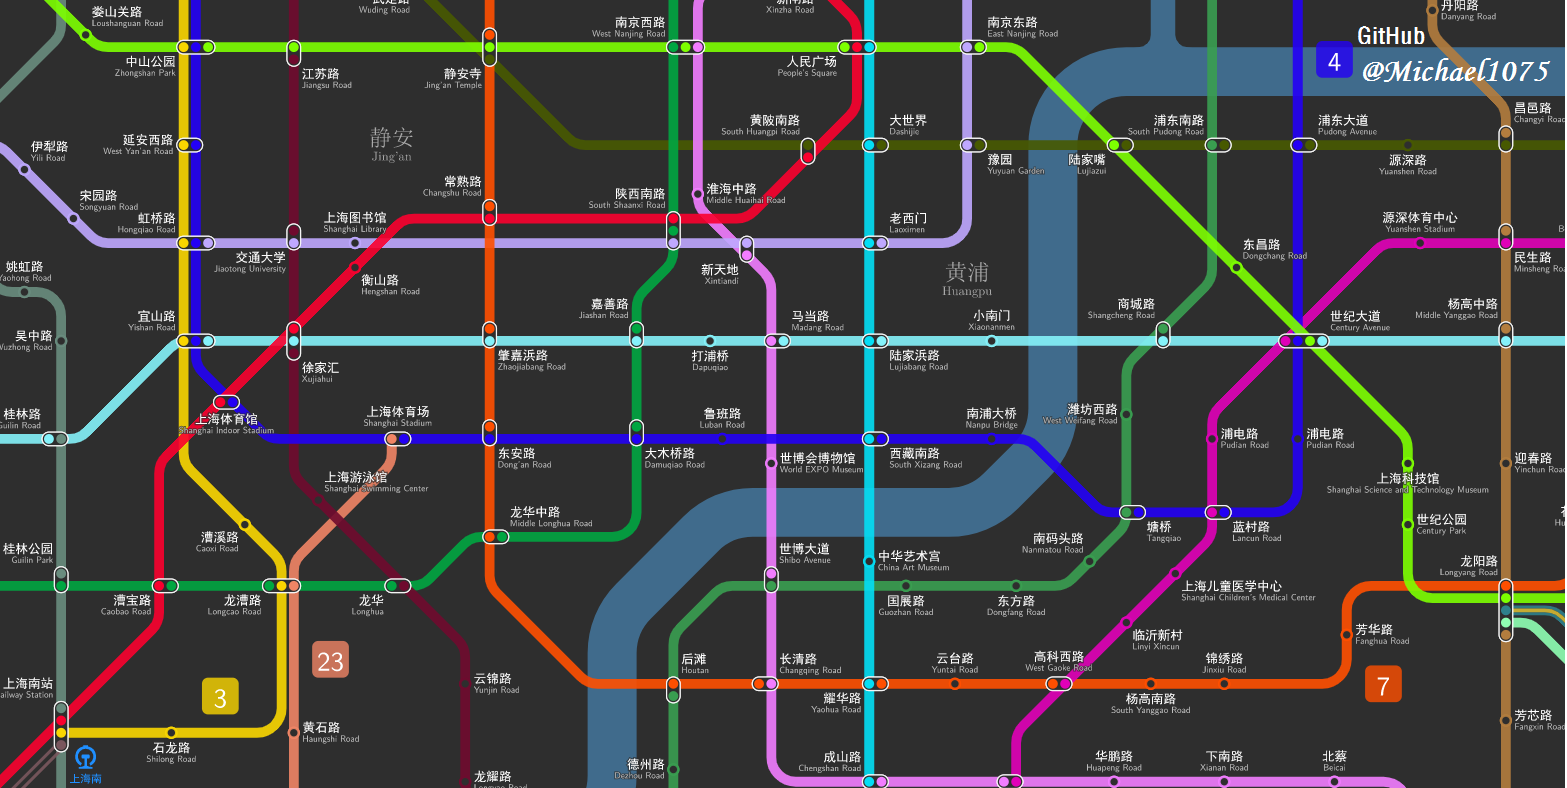 娄山关路
Loushanguan Road
Wuding Road
Xinzha Road
丹阳路
Danyang Road
南京西路
West Nanjing Road
南京东路
East Nanjing Road
GitHub
@Michael1075
4
中山公园
Zhongshan Park
江苏路
Jiangsu Road
静安寺
Jing'an Temple
人民广场
People's Square
昌邑路
Changyi Road
延安西路
West Yan'an Road
静安
Jing'an
黄陂南路
South Huangpi Road
大世界
Dashijie
浦东南路
South Pudong Road
浦东大道
Pudong Avenue
伊犁路
Yili Road
豫园
Yuyuan Garden
陆家嘴
Lujiazui
源深路
Yuanshen Road
宋园路
Songyuan Road
常熟路
Changshu Road
陕西南路
South Shaanxi Road
淮海中路
Middle Huaihai Road
虹桥路
Hongqiao Road
上海图书馆
Shanghai Library
老西门
Laoximen
源深体育中心
Yuanshen Stadium
交通大学
Jiaotong University
新天地
Xintiandi
黄浦
Huangpu
东昌路
Dongchang Road
民生路
Minsheng Road
姚虹路
Yaohong Road
衡山路
Hengshan Road
宜山路
Yishan Road
嘉善路
Jiashan Road
马当路
Madang Road
小南门
Xiaonanmen
商城路
Shangcheng Road
世纪大道
Century Avenue
杨高中路
Middle Yanggao Road
吴中路
Wuzhong Road
徐家汇
Xujiahui
肇嘉浜路
Zhaojiabang Road
打浦桥
Dapuqiao
陆家浜路
Lujiabang Road
桂林路
Guilin Road
上海体育馆
Shanghai Indoor Stadium
上海体育场
Shanghai Stadium
鲁班路
Luban Road
南浦大桥
Nanpu Bridge
潍坊西路
West Weifang Road
浦电路
Pudian Road
浦电路
Pudian Road
东安路
Dong'an Road
大木桥路
Damuqiao Road
世博会博物馆
World EXPO Museum
西藏南路
South Xizang Road
迎春路
Yinchun Road
上海游泳馆
Shanghai Swimming Center
上海科技馆
Shanghai Science and Technology Museum
漕溪路
Caoxi Road
龙华中路
Middle Longhua Road
塘桥
Tangqiao
蓝村路
Lancun Road
世纪公园
Century Park
桂林公园
Guilin Park
世博大道
Shibo Avenue
中华艺术宫
China Art Museum
南码头路
Nanmatou Road
龙阳路
Longyang Road
漕宝路
Caobao Road
龙漕路
Longcao Road
龙华
Longhua
国展路
Guozhan Road
东方路
Dongfang Road
上海儿童医学中心
Shanghai Children's Medical Center
临沂新村
Linyi Xincun
芳华路
Fanghua Road
23
3
7
上海南站
ailway Station
云锦路
Yunjin Road
后滩
Houtan
长清路
Changqing Road
云台路
Yuntai Road
高科西路
West Gaoke Road
锦绣路
Jinxiu Road
耀华路
Yaohua Road
杨高南路
South Yanggao Road
芳芯路
Fangxin Road
石龙路
Shilong Road
黄石路
Haungshi Road
上海南
龙耀路
德州路
Dezhou Road
成山路
Chengshan Road
华鹏路
Huapeng Road
下南路
Xianan Road
北蔡
Beicai